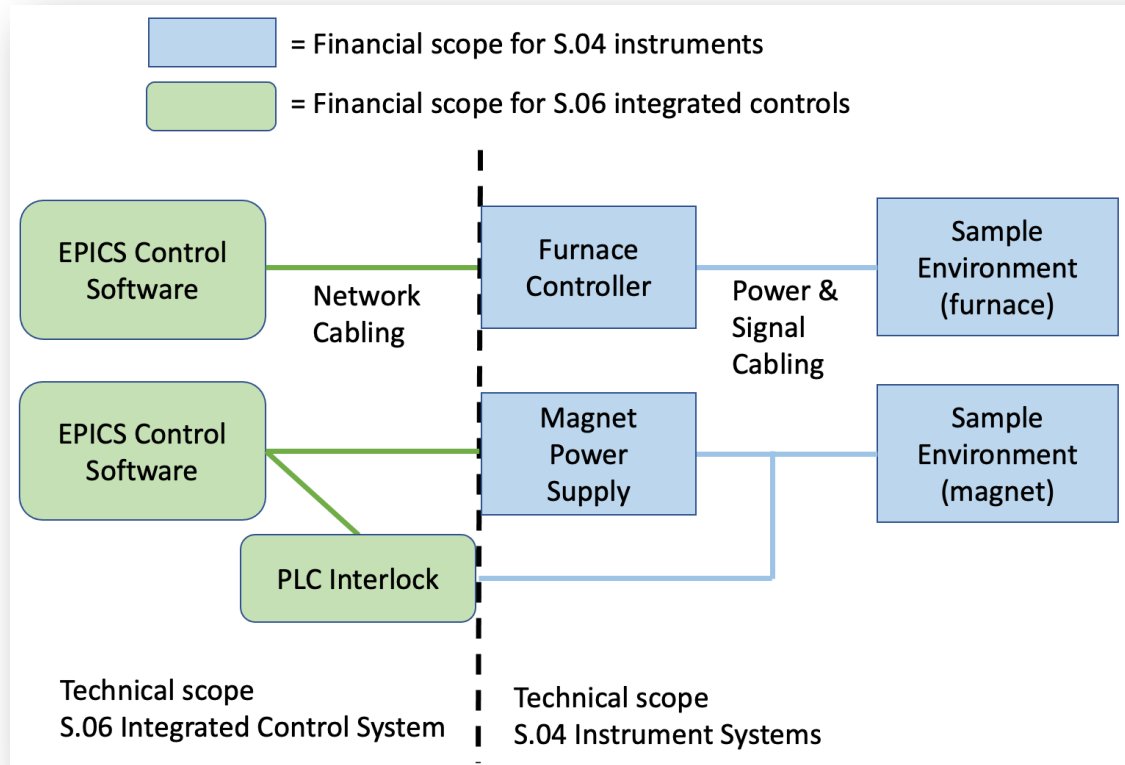 = Financial scope for S.04 instruments
= Financial scope for S.06 integrated controls
EPICS Control
Software
Network
Cabling
Furnace
Controller
Power &
Signal
Cabling
Sample
Environment
(furnace)
EPICS Control
Software
Magnet
Power
Supply
Sample
Environment
(magnet)
PLC Interlock
Technical scope
S.06 Integrated Control System
Technical scope
S.04 Instrument Systems